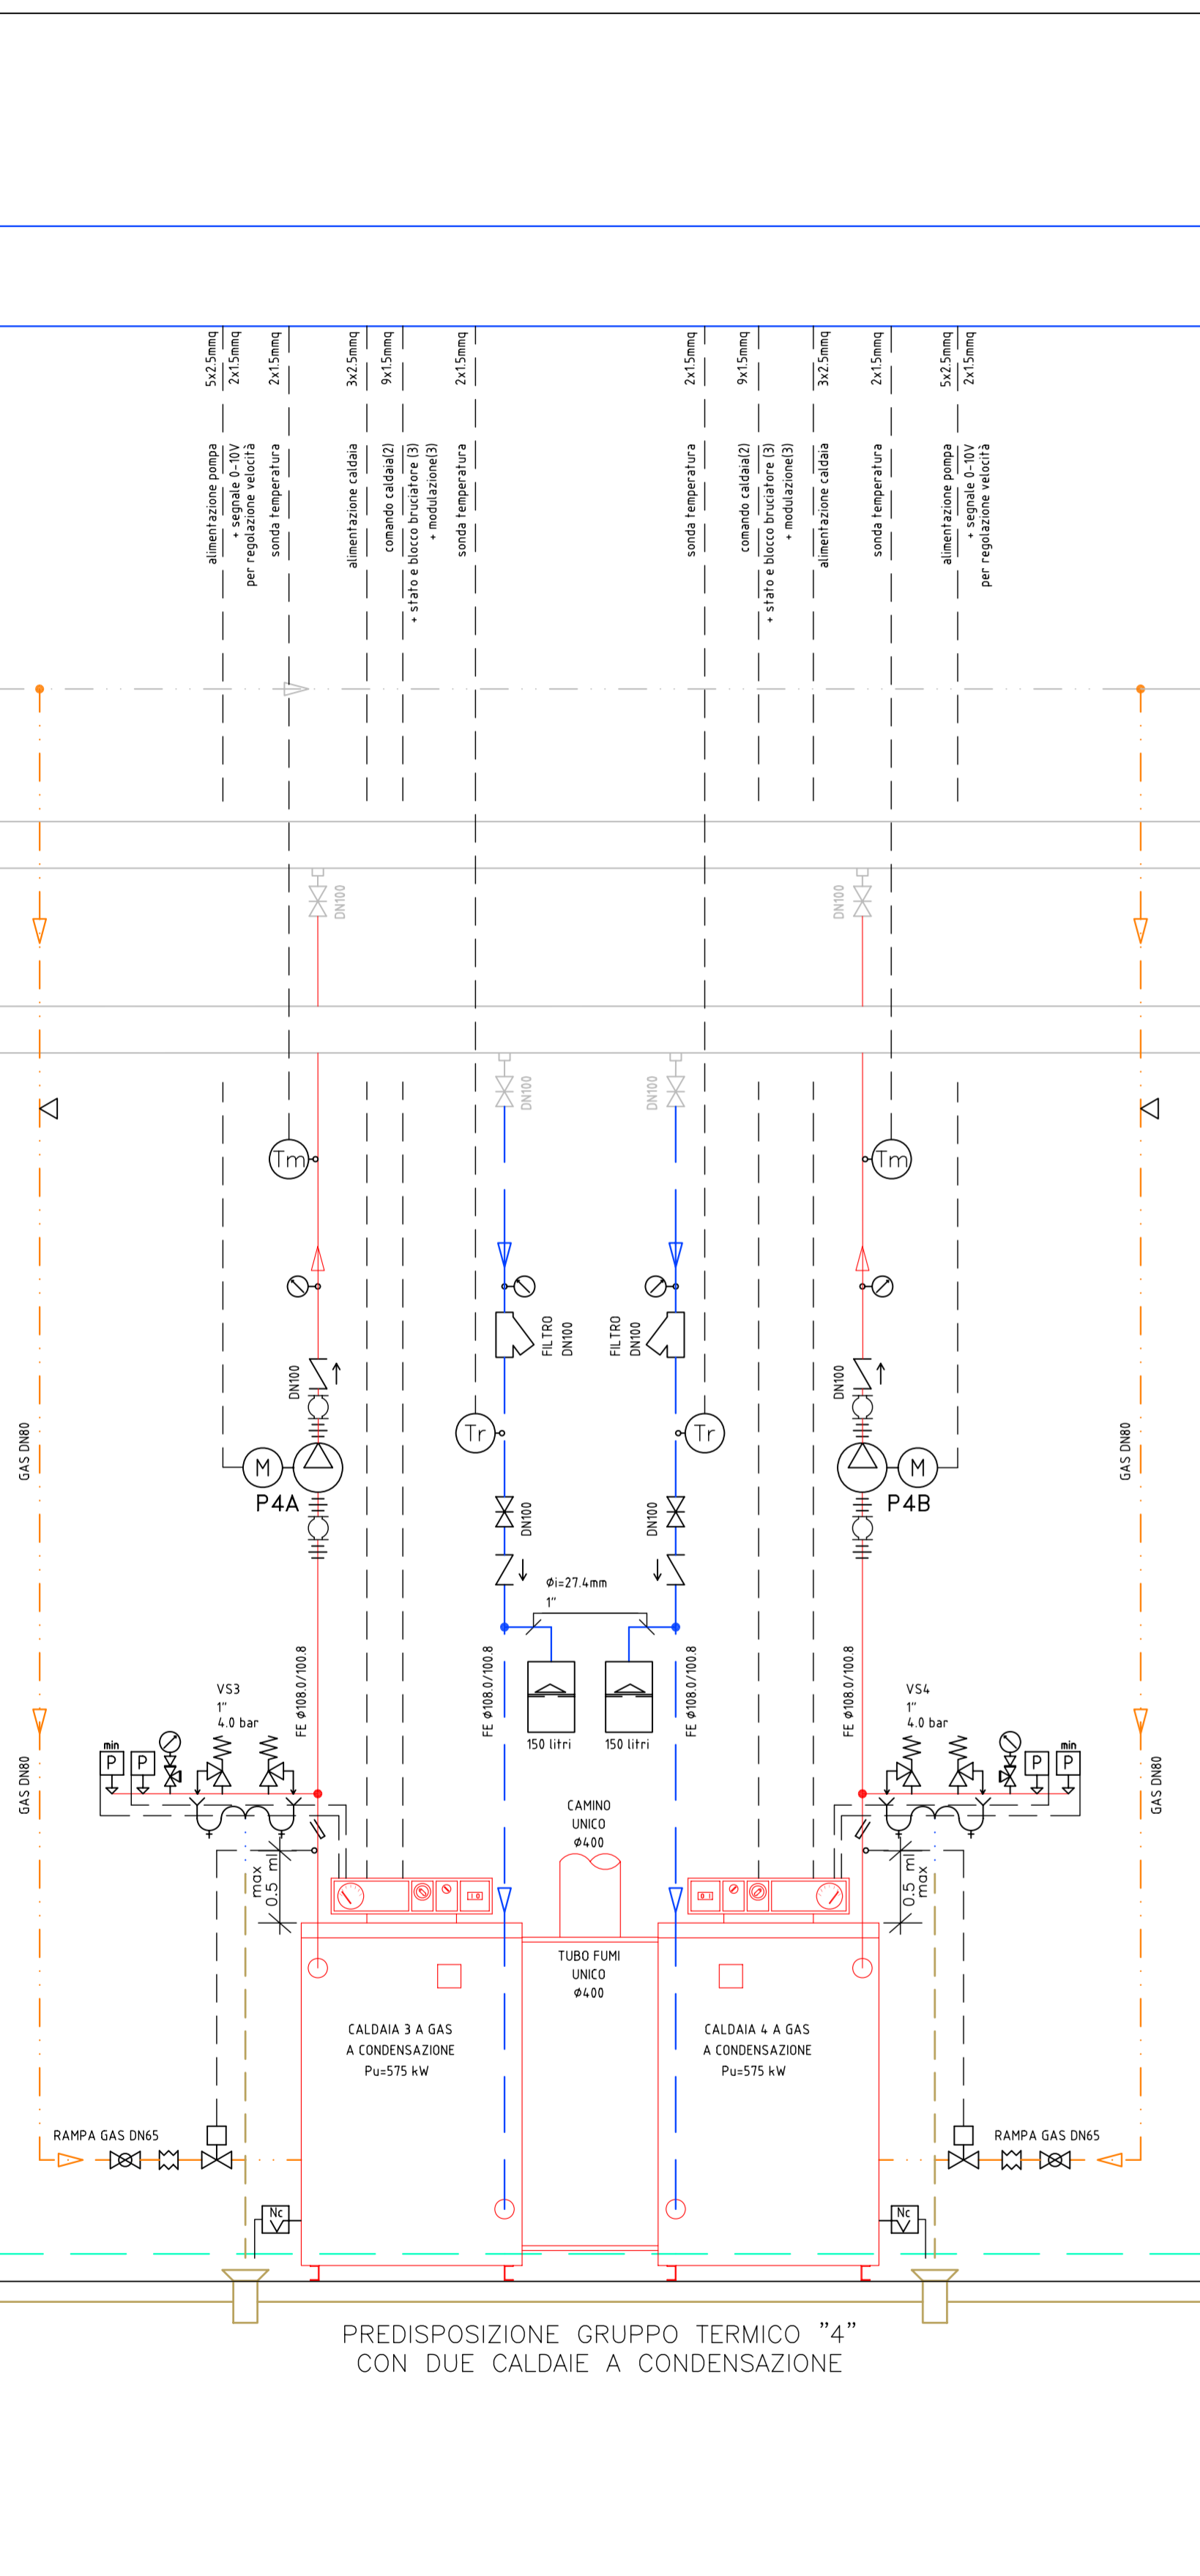 5x2.5mmq
2x1.5mmq
2x1.5mmq
3x2.5mmq
9x1.5mmq
2x1.5mmq
2x1.5mmq
9x1.5mmq
3x2.5mmq
2x1.5mmq
5x2.5mmq
2x1.5mmq
alimentazione pompa
+ segnale 0-10V
per regolazione velocità
sonda temperatura
alimentazione caldaia
comando caldaia(2)
+ stato e blocco bruciatore (3)
+ modulazione(3)
sonda temperatura
sonda temperatura
comando caldaia(2)
+ stato e blocco bruciatore (3)
+ modulazione(3)
alimentazione caldaia
sonda temperatura
alimentazione pompa
+ segnale 0-10V
per regolazione velocità
DN100
DN100
DN100
DN100
Tm
Tm
FILTRO
DN100
FILTRO
DN100
DN100
DN100
GAS DN80
GAS DN80
Tr
Tr
M
M
P4A
P4B
DN100
DN100
Øi=27.4mm
1"
FE Ø108.0/100.8
FE Ø108.0/100.8
FE Ø108.0/100.8
FE Ø108.0/100.8
VS3
1"
4.0 bar
VS4
1"
4.0 bar
150 litri
150 litri
min
P
P
P
min
P
GAS DN80
GAS DN80
CAMINO
UNICO
Ø400
max
0.5 ml
0.5 ml
max
TUBO FUMI
UNICO
Ø400
CALDAIA 3 A GAS
A CONDENSAZIONE
Pu=575 kW
CALDAIA 4 A GAS
A CONDENSAZIONE
Pu=575 kW
RAMPA GAS DN65
RAMPA GAS DN65
Nc
Nc
PREDISPOSIZIONE GRUPPO TERMICO "4"
CON DUE CALDAIE A CONDENSAZIONE